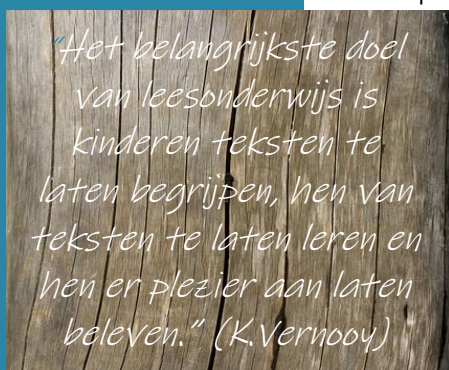 “Het belangrijkste doel
van leesonderwijs is
kinderen teksten te
laten begrijpen, hen van
teksten te laten leren en
hen er plezier aan laten
beleven.” (K.Vernooy)